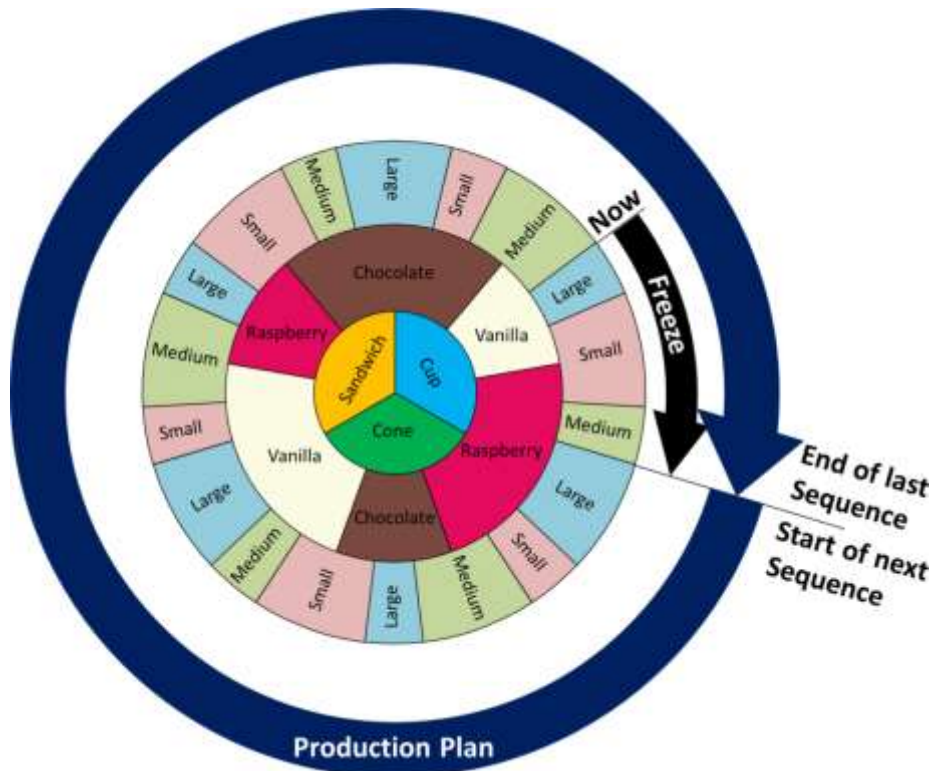 Large
Small
Medium
Now
Large
Small
Medium
Large
Small
Medium
Large
Small
Medium
Large
Small
Medium
Large
Small
Medium
Freeze
Chocolate
Vanilla
Raspberry
Chocolate
Vanilla
Raspberry
Sandwich
Cup
Cone
End of last
Sequence
Start of next
Sequence
Production Plan